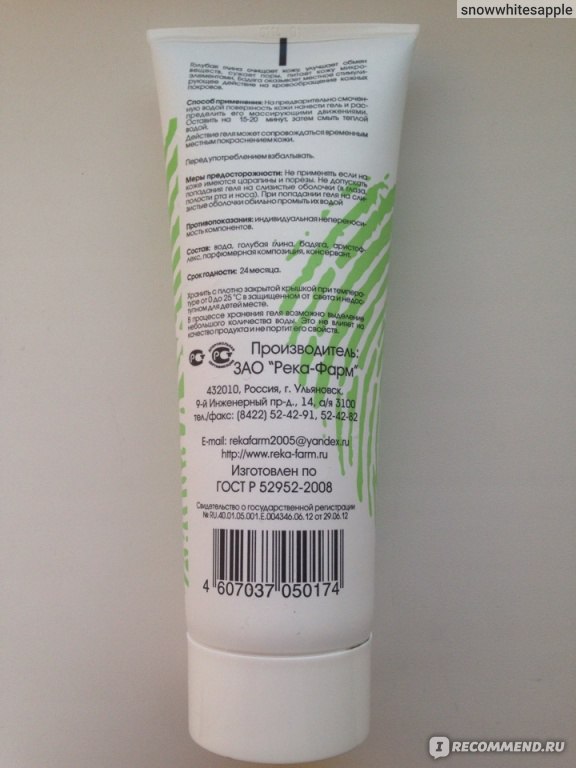 snowwhitesapple
Голубая глина очищает кожу, улучшает обмен
веществ, сужает поры, питает кожу микро-
элементами, бадяга оказывает местное стимули-
рующее действие на кровообращение кожных
покровов.
Способ применения: На предварительно смочен-
ную водой поверхность кожи нанести гель и рас-
пределить его массирующими движениями.
Оставить на 15-20 минут, затем смыть теплой
водой.
Действие геля может сопровождаться временным
местным покраснением кожи.
Перед употреблением взбалтывать.
Меры предосторожности: Не применять если на
коже имеются царапины и порезы. Не допускать
попадания геля на слизистые оболочки (в глаза,
полости рта и носа). При попадании геля на сли-
зистые оболочки обильно промыть их водой
Противопоказания: индивидуальная непереноси-
мость компонентов.
Состав: вода, голубая глина, бадяга, аристоф-
лекс, парфюмерная композиция, консервант.
Срок годности: 24 месяца.
Хранить с плотно закрытой крышкой при темпера-
туре от 0 до 25 °С в защищенном от света и недос-
тупном для детей месте.
В процессе хранения геля возможно выделение
небольшого количества воды. Это не влияет на
качество продукта и не портит его свойств.
Производитель:
ЗАО "Река-Фарм"
432010, Россия, г. Ульяновск,
9-й Инженерный пр-д., 14, а/я 3100
тел./факс: (8422) 52-42-91, 52-42-82
E-mail: rekafarm2005@yandex.ru
http://www.reka-farm.ru
Изготовлен по
ГОСТ Р 52952-2008
Свидетельство о государственной регистрации
№ RU.40.01.05.001.Е.004346.06.12 от 29.06.12
4 607037 050174
I RECOMMEND.RU